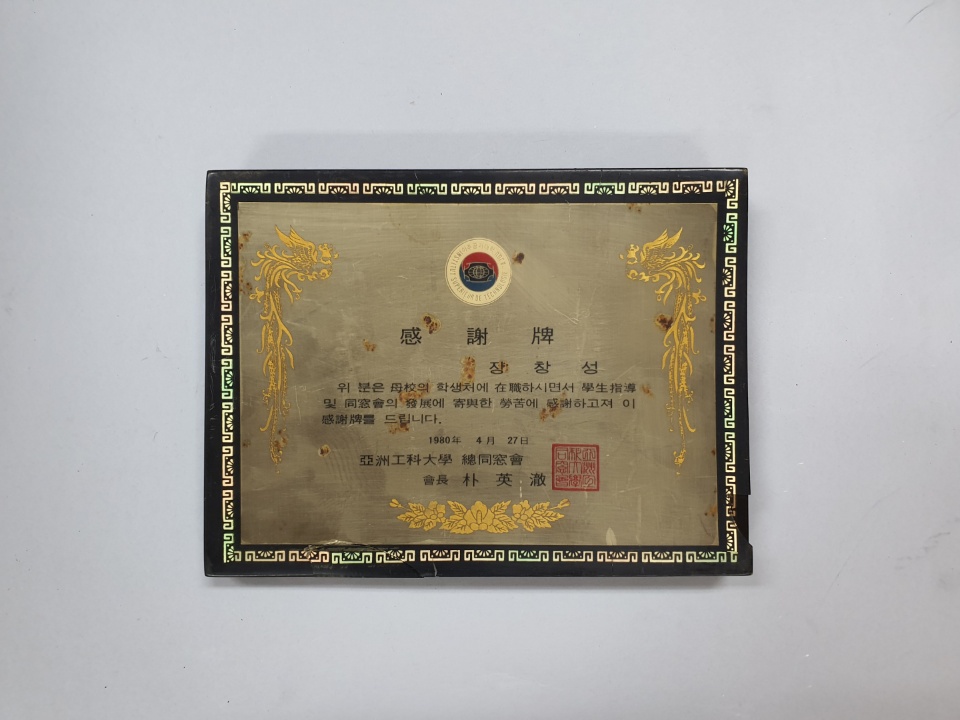 感謝牌
장창성
위 분은 母校의 학생처에 在職하시면서 學生指導
및 同窓會의 發展에 寄與한 勞苦에 感謝하고져 이
感謝牌를 드립니다.
1980年 4月 27日
亞洲工科大學 總同窓會
會長 朴英澈